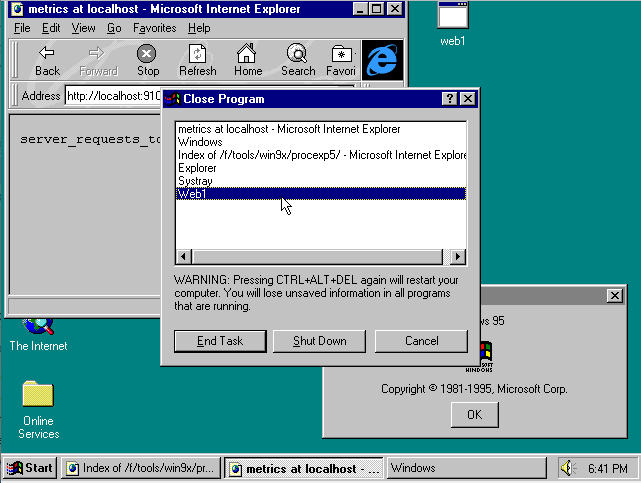 metrics at localhost - Microsoft Internet Explorer
File Edit View Go Favorites Help
Back Forward Stop Refresh Home Search Favori
Address http://localhost:910
server_requests_to
web1
Close Program
metrics at localhost - Microsoft Internet Explorer
Windows
Index of /f/tools/win9x/procexp5/ - Microsoft Internet Explore
Explorer
Systray
Web1
WARNING: Pressing CTRL+ALT+DEL again will restart your
computer. You will lose unsaved information in all programs
that are running.
End Task Shut Down Cancel
ws 95
MICROSOFT
WINDOWS
Copyright © 1981-1995, Microsoft Corp.
OK
The Internet
Online
Services
Start Index of /f/tools/win9x/pr... metrics at localhost - ... Windows 6:41 PM